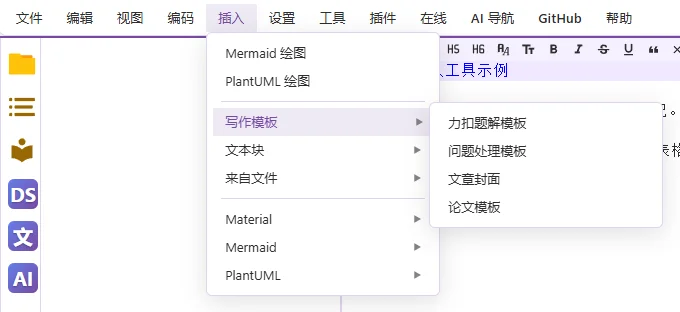 文件 编辑 视图 编码 插入 设置 工具 插件 在线 AI 导航 GitHub 帮助
H5 H6 B I S U
工具示例
Mermaid 绘图
PlantUML 绘图
写作模板
文本块
来自文件
Material
Mermaid
PlantUML
力扣题解模板
问题处理模板
文章封面
论文模板
表格
DS
文
AI